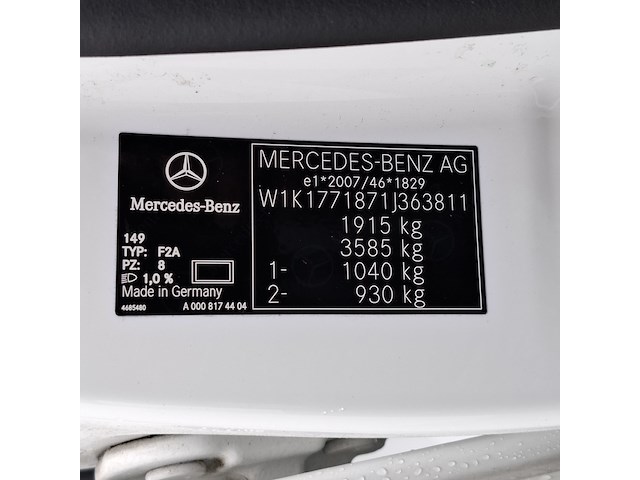 Mercedes-Benz
149
TYP: F2A
PZ: 8
1,0 %
Made in Germany
4685480 A 000 817 44 04
MERCEDES-BENZ AG
e1*2007/46*1829
W1K1771871J363811
1915 kg
3585 kg
1- 1040 kg
2- 930 kg